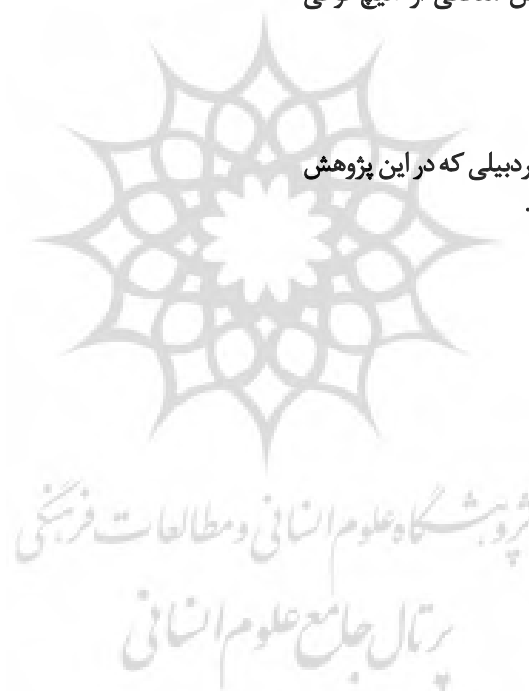 ردبیلی که در این پژوهش
.
پژوهشگاه علوم انسانی و مطالعات فرهنگی
پرتال جامع علوم انسانی